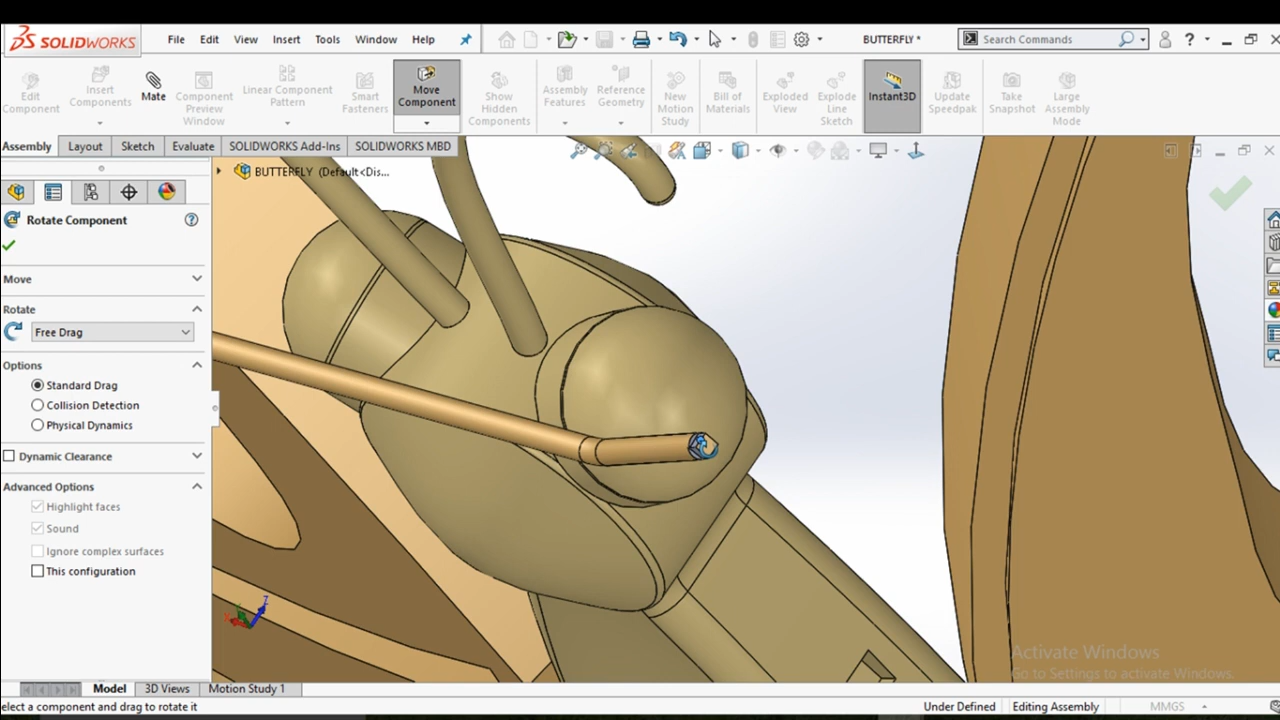 SOLIDWORKS File Edit View Insert Tools Window Help BUTTERFLY * Search Commands ?
Edit Component
Insert Components
Mate
Component Preview Window
Linear Component Pattern
Smart Fasteners
Move Component
Show Hidden Components
Assembly Features
Reference Geometry
New Motion Study
Bill of Materials
Exploded View
Explode Line Sketch
Instant3D
Update Speedpak
Take Snapshot
Large Assembly Mode
Assembly Layout Sketch Evaluate SOLIDWORKS Add-Ins SOLIDWORKS MBD
BUTTERFLY (Default<Dis...
Rotate Component
Move
Rotate
Free Drag
Options
Standard Drag
Collision Detection
Physical Dynamics
Dynamic Clearance
Advanced Options
Highlight faces
Sound
Ignore complex surfaces
This configuration
Z
X
Activate Windows
Go to Settings to activate Windows.
Model 3D Views Motion Study 1
elect a component and drag to rotate it Under Defined Editing Assembly MMGS